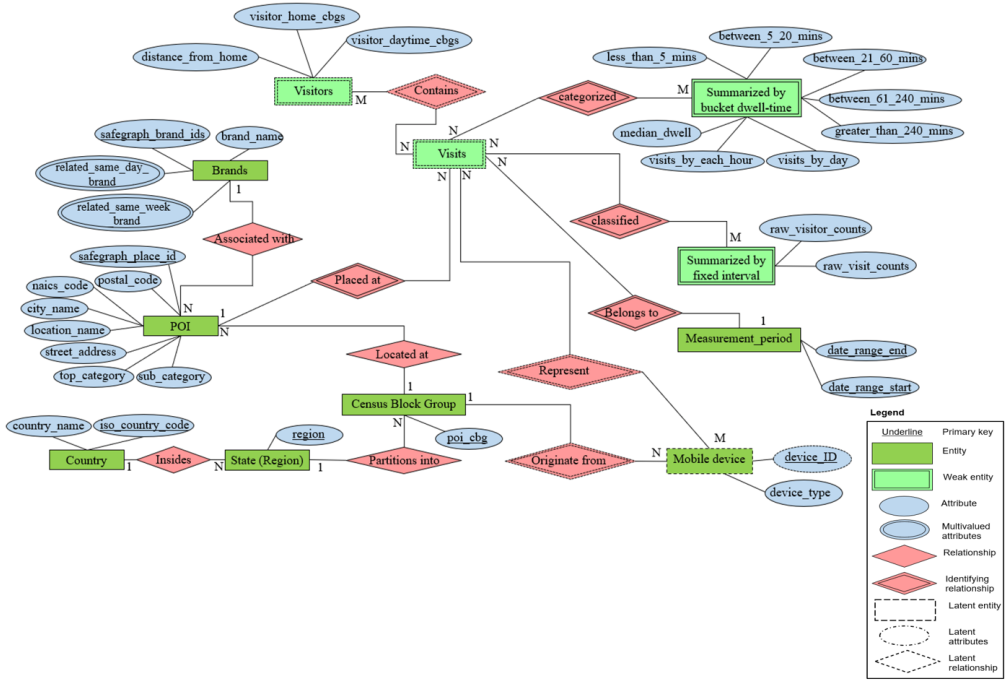 visitor_home_cbgs
visitor_daytime_cbgs
distance_from_home
Visitors
M
Contains
between_5_20_mins
less_than_5_mins
between_21_60_mins
between_61_240_mins
greater_than_240_mins
Summarized by
bucket dwell-time
M
categorized
N
median_dwell
visits_by_each_hour
visits_by_day
safegraph_brand_ids
brand_name
related_same_day_
brand
related_same_week
brand
Brands
1
Associated with
N
Visits
N
N
N
N
N
classified
M
Summarized by
fixed interval
raw_visitor_counts
raw_visit_counts
safegraph_place_id
postal_code
naics_code
city_name
location_name
street_address
top_category
sub_category
POI
1
N
Placed at
Belongs to
1
Measurement_period
date_range_end
date_range_start
Located at
1
Represent
M
Census Block Group
1
N
poi_cbg
country_name
iso_country_code
Country
1
Insides
N
State (Region)
region
1
Partitions into
Originate from
N
Mobile device
device_ID
device_type
Legend
Underline
Primary key
Entity
Weak entity
Attribute
Multivalued
attributes
Relationship
Identifying
relationship
Latent entity
Latent
attributes
Latent
relationship